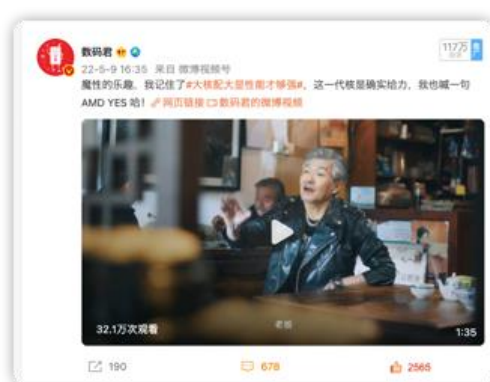 数码君
117万
22-5-9 16:35 来自 微博视频号
魔性的乐趣，我记住了#大核配大显性能才够强#，这一代核显确实给力，我也喊一句
AMD YES 哈！网页链接 数码君的微博视频
老板
32.1万次观看
1:35
190
678
2565